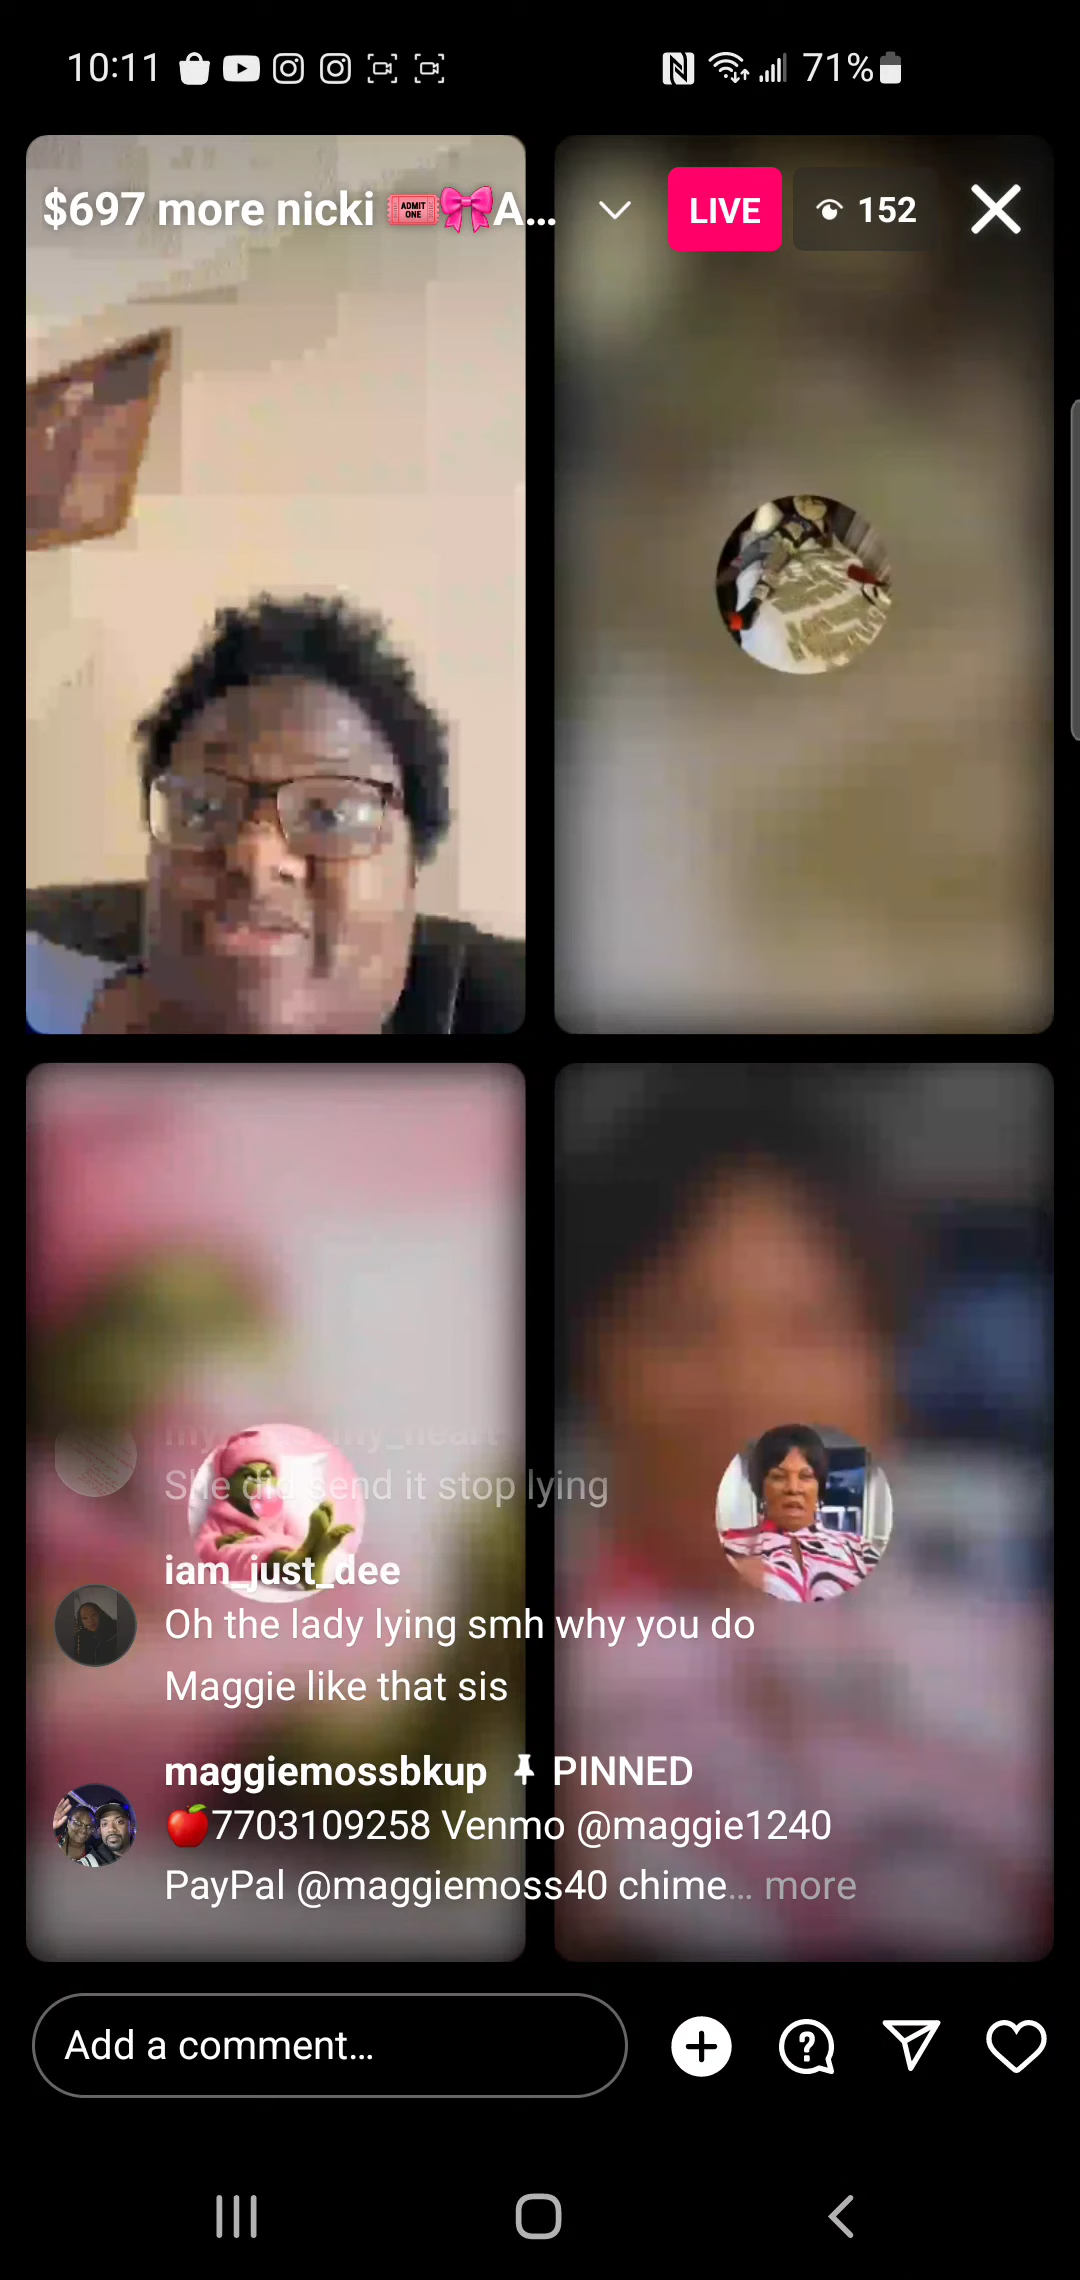 10:11
71%
$697 more nicki 🎟️🎀A...
LIVE
152
She did send it stop lying
iam_just_dee
Oh the lady lying smh why you do
Maggie like that sis
maggiemossbkup PINNED
🍎7703109258 Venmo @maggie1240
PayPal @maggiemoss40 chime... more
Add a comment...